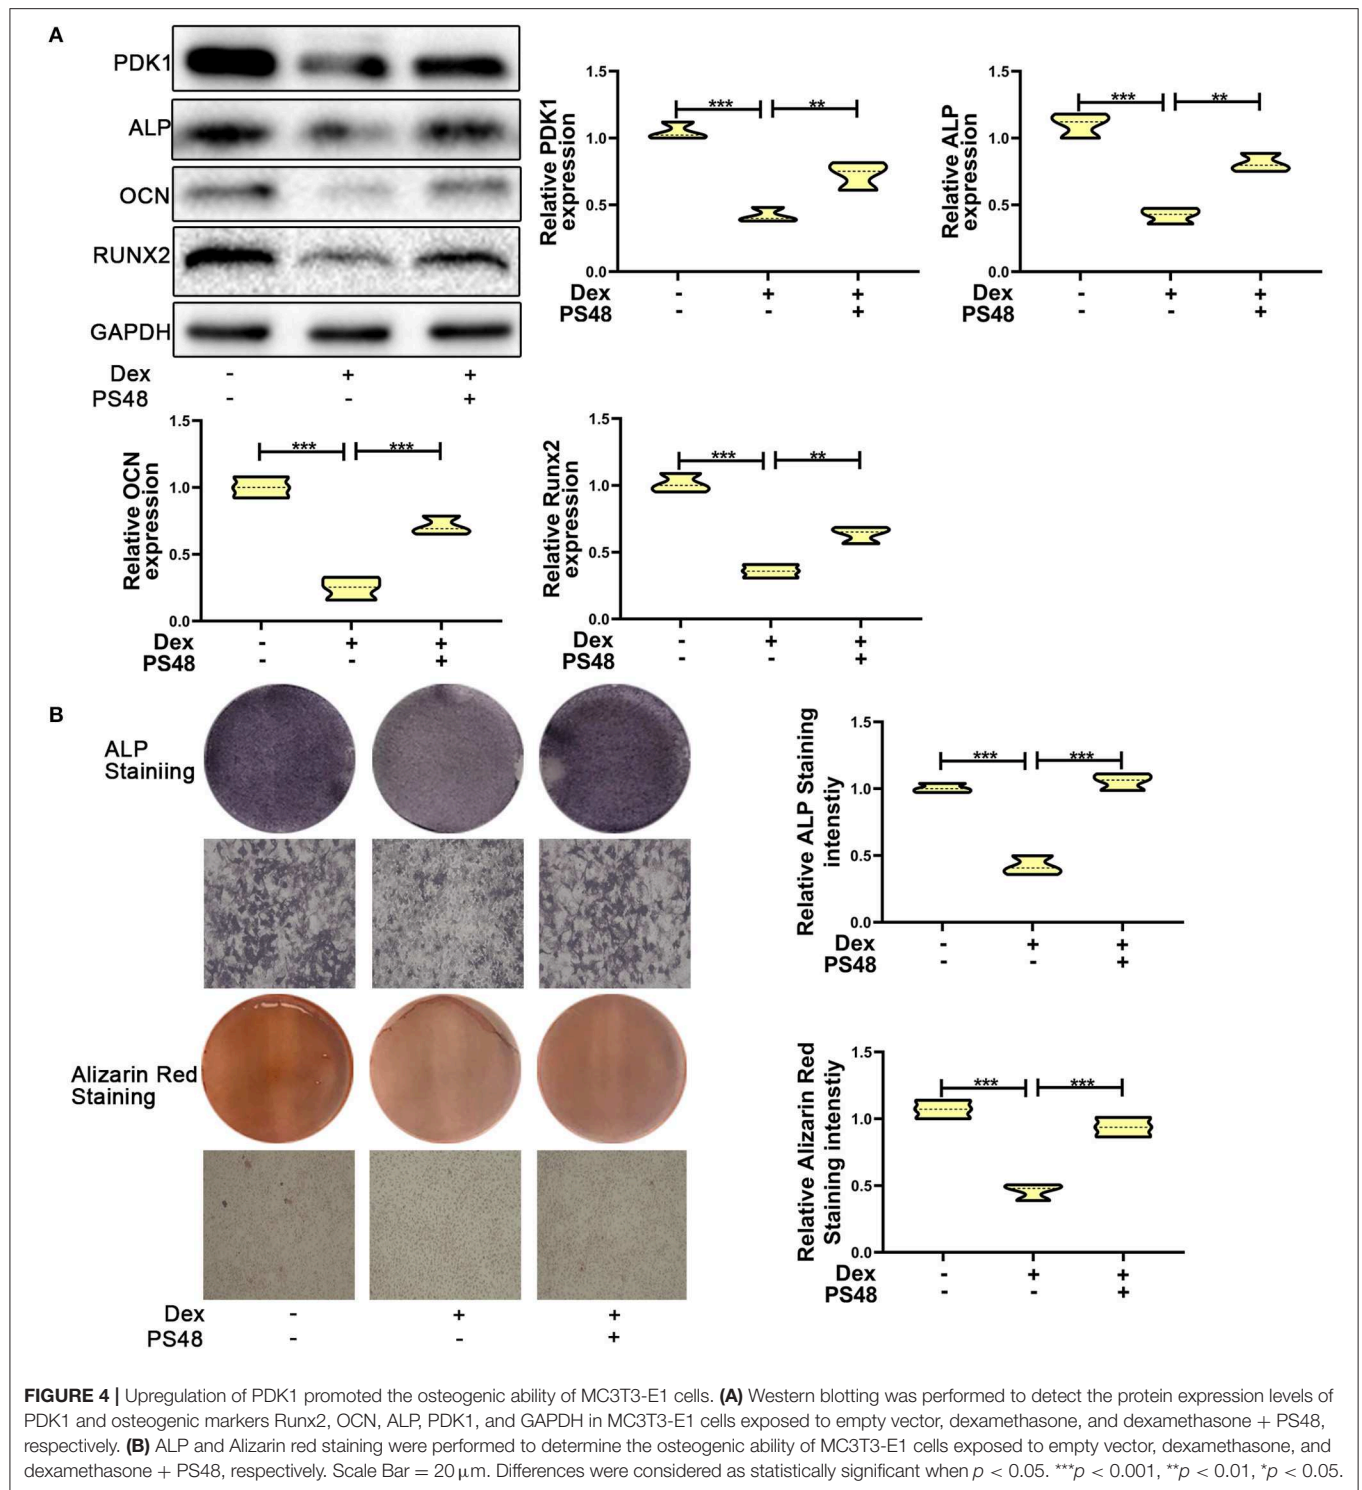 A
PDK1
ALP
OCN
RUNX2
GAPDH
Dex - + +
PS48 - - +
Relative PDK1
expression
1.5
1.0
0.5
0.0
*** **
Dex - + +
PS48 - - +
Relative ALP
expression
1.5
1.0
0.5
0.0
*** **
Dex - + +
PS48 - - +
Relative OCN
expression
1.5
1.0
0.5
0.0
*** ***
Dex - + +
PS48 - - +
Relative Runx2
expression
1.5
1.0
0.5
0.0
*** **
Dex - + +
PS48 - - +
B
ALP
Stainiing
Alizarin Red
Staining
Dex - + +
PS48 - - +
Relative ALP Staining
intenstiy
1.5
1.0
0.5
0.0
*** ***
Dex - + +
PS48 - - +
Relative Alizarin Red
Staining intenstiy
1.5
1.0
0.5
0.0
*** ***
Dex - + +
PS48 - - +
FIGURE 4 | Upregulation of PDK1 promoted the osteogenic ability of MC3T3-E1 cells. (A) Western blotting was performed to detect the protein expression levels of
PDK1 and osteogenic markers Runx2, OCN, ALP, PDK1, and GAPDH in MC3T3-E1 cells exposed to empty vector, dexamethasone, and dexamethasone + PS48,
respectively. (B) ALP and Alizarin red staining were performed to determine the osteogenic ability of MC3T3-E1 cells exposed to empty vector, dexamethasone, and
dexamethasone + PS48, respectively. Scale Bar = 20 μm. Differences were considered as statistically significant when p < 0.05. ***p < 0.001, **p < 0.01, *p < 0.05.